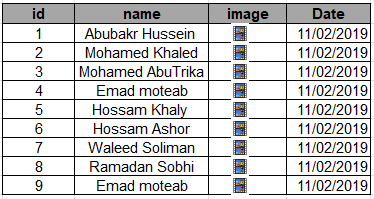 id name image Date
1 Abubakr Hussein 11/02/2019
2 Mohamed Khaled 11/02/2019
3 Mohamed AbuTrika 11/02/2019
4 Emad moteab 11/02/2019
5 Hossam Khaly 11/02/2019
6 Hossam Ashor 11/02/2019
7 Waleed Soliman 11/02/2019
8 Ramadan Sobhi 11/02/2019
9 Emad moteab 11/02/2019